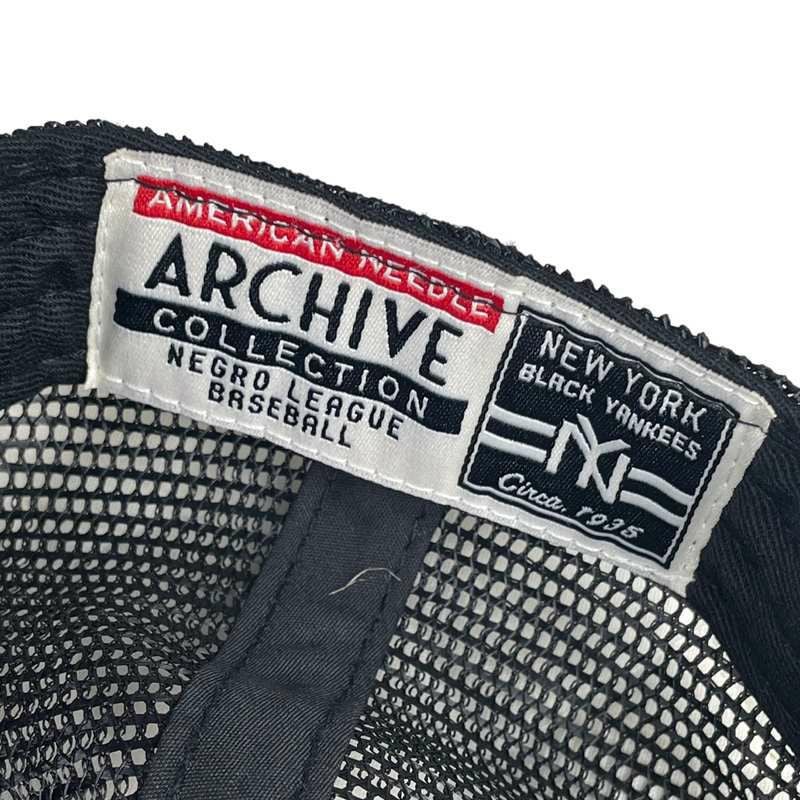 AMERICAN NEEDLE
ARCHIVE
COLLECTION
NEGRO LEAGUE
BASEBALL
NEW YORK
BLACK YANKEES
NY
Circa. 1935